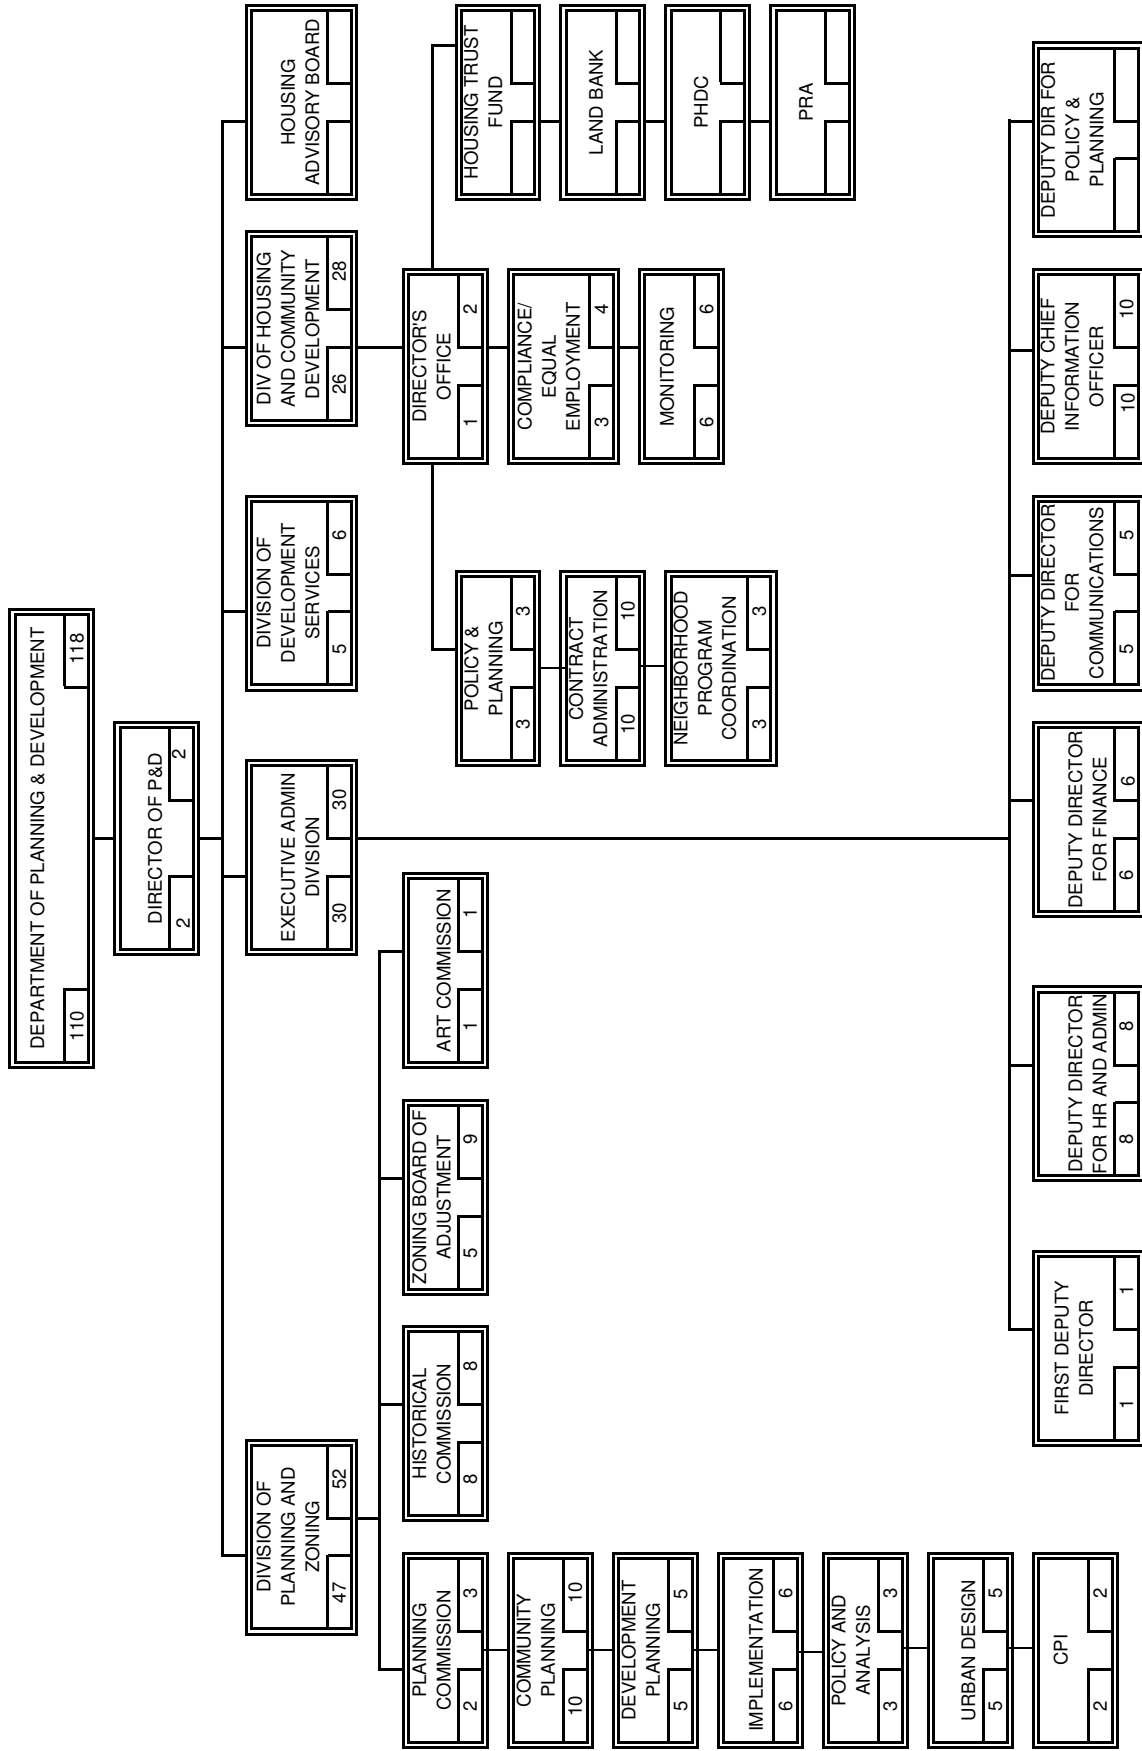 DEPARTMENT OF PLANNING & DEVELOPMENT
110 118
DIRECTOR OF P&D
2 2
DIVISION OF
PLANNING AND
ZONING
47 52
EXECUTIVE ADMIN
DIVISION
30 30
DIVISION OF
DEVELOPMENT
SERVICES
5 6
DIV OF HOUSING
AND COMMUNITY
DEVELOPMENT
26 28
HOUSING
ADVISORY BOARD
PLANNING
COMMISSION
2 3
HISTORICAL
COMMISSION
8 8
ZONING BOARD OF
ADJUSTMENT
5 9
ART COMMISSION
1 1
DIRECTOR'S
OFFICE
1 2
POLICY &
PLANNING
3 3
HOUSING TRUST
FUND
COMMUNITY
PLANNING
10 10
COMPLIANCE/
EQUAL
EMPLOYMENT
3 4
CONTRACT
ADMINISTRATION
10 10
LAND BANK
DEVELOPMENT
PLANNING
5 5
MONITORING
6 6
NEIGHBORHOOD
PROGRAM
COORDINATION
3 3
PHDC
IMPLEMENTATION
6 6
PRA
POLICY AND
ANALYSIS
3 3
URBAN DESIGN
5 5
CPI
2 2
FIRST DEPUTY
DIRECTOR
1 1
DEPUTY DIRECTOR
FOR HR AND ADMIN
8 8
DEPUTY DIRECTOR
FOR FINANCE
6 6
DEPUTY DIRECTOR
FOR
COMMUNICATIONS
5 5
DEPUTY CHIEF
INFORMATION
OFFICER
10 10
DEPUTY DIR FOR
POLICY &
PLANNING